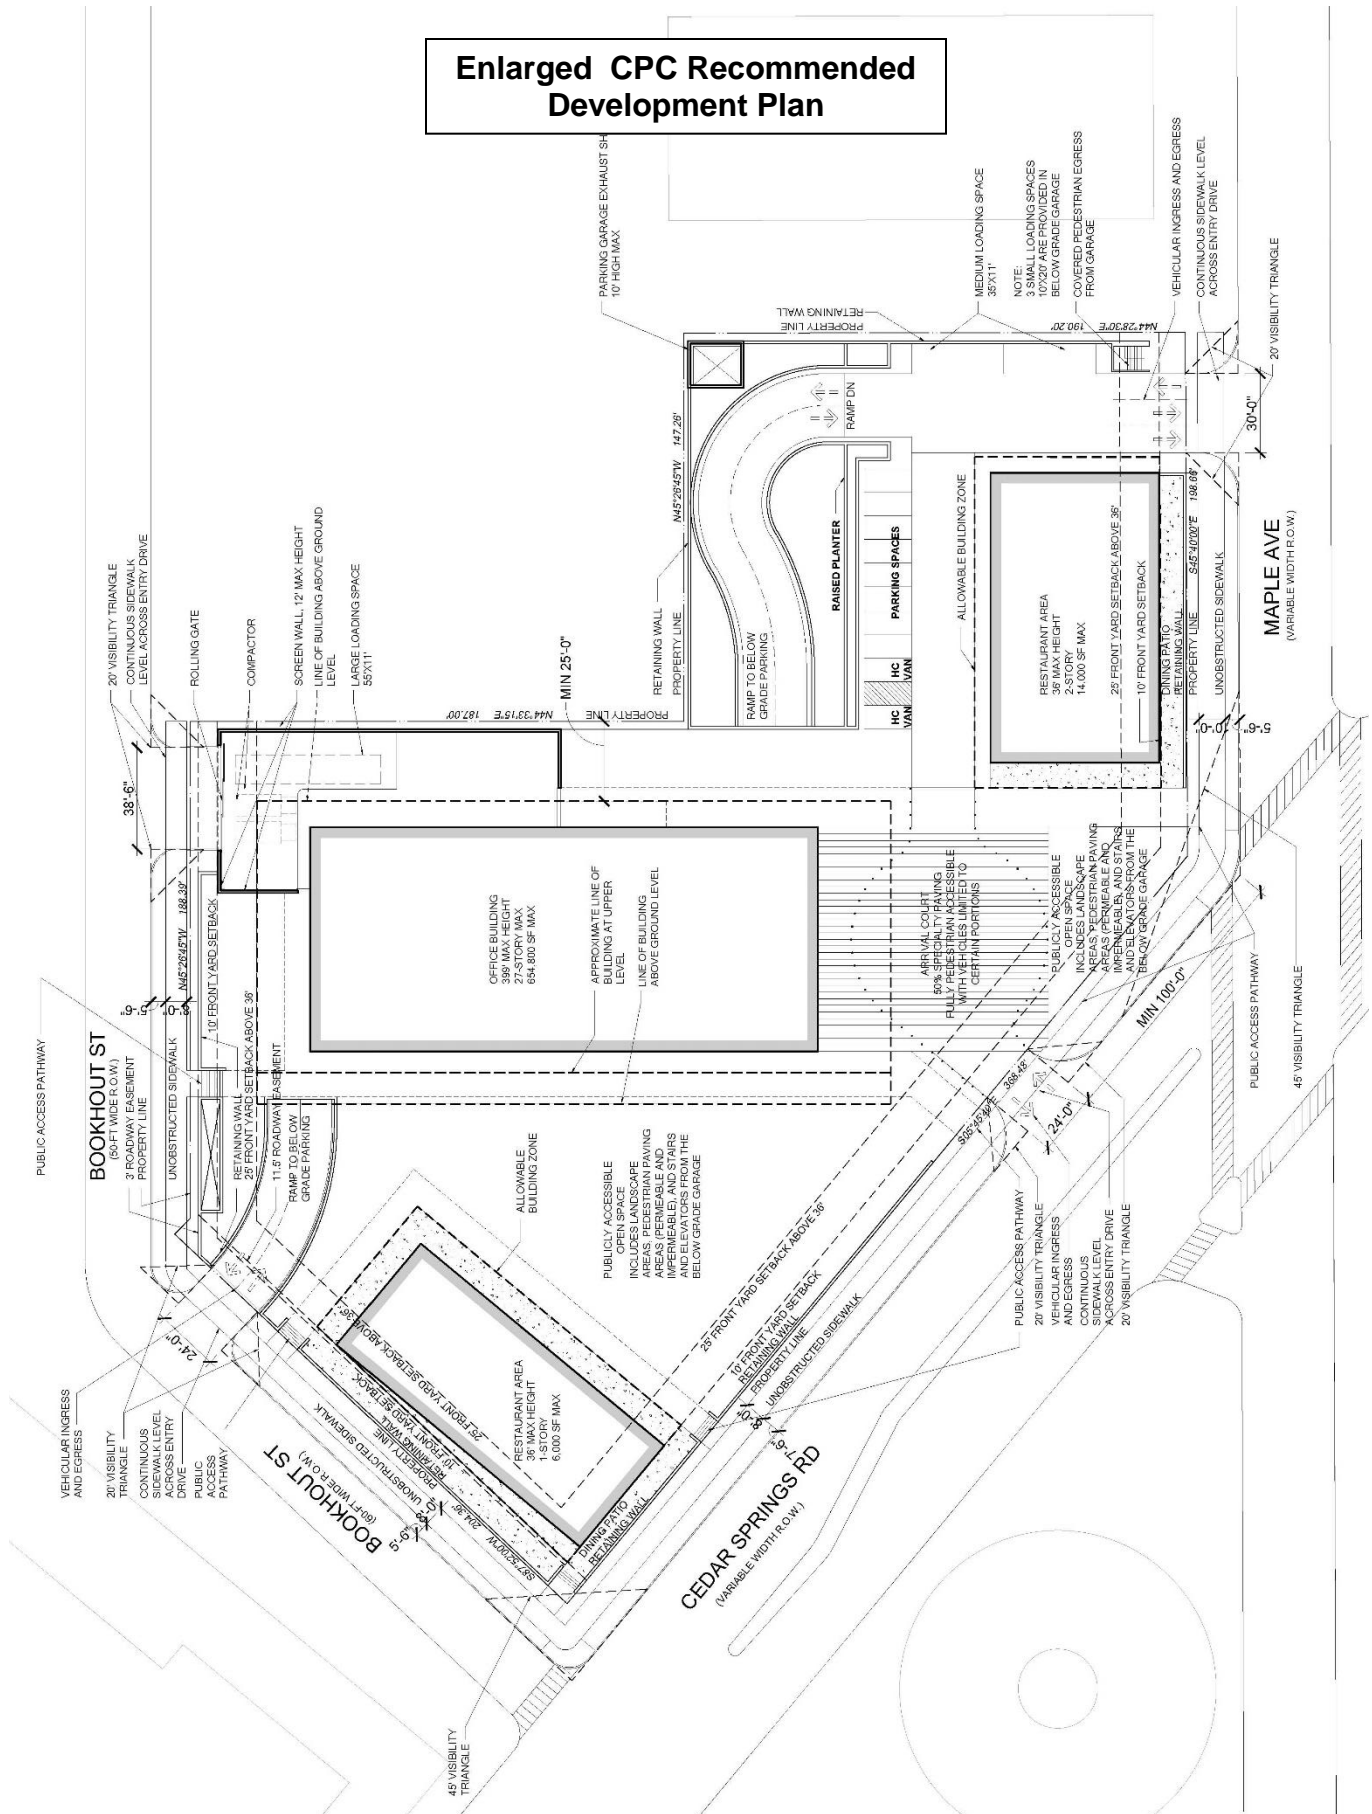 Enlarged CPC Recommended
Development Plan
PARKING GARAGE EXHAUST SH
10' HIGH MAX
MEDIUM LOADING SPACE
35'X11'
NOTE:
3 SMALL LOADING SPACES
10'X20' ARE PROVIDED IN
BELOW GRADE GARAGE
COVERED PEDESTRIAN EGRESS
FROM GARAGE
VEHICULAR INGRESS AND EGRESS
CONTINUOUS SIDEWALK LEVEL
ACROSS ENTRY DRIVE
20' VISIBILITY TRIANGLE
RETAINING WALL
PROPERTY LINE
N44°28'30"E
190.20'
30'-0"
RAMP DN
N45°26'45"W 147.26'
RETAINING WALL
PROPERTY LINE
RAMP TO BELOW
GRADE PARKING
RAISED PLANTER
PARKING SPACES
HC
VAN
HC
VAN
ALLOWABLE BUILDING ZONE
RESTAURANT AREA
36' MAX HEIGHT
2-STORY
14,000 SF MAX
25' FRONT YARD SETBACK ABOVE 36'
10' FRONT YARD SETBACK
DINING PATIO
RETAINING WALL
PROPERTY LINE
S45°40'00"E 198.66'
UNOBSTRUCTED SIDEWALK
MAPLE AVE
(VARIABLE WIDTH R.O.W.)
10'-0"
5'-6"
20' VISIBILITY TRIANGLE
CONTINUOUS SIDEWALK
LEVEL ACROSS ENTRY DRIVE
ROLLING GATE
COMPACTOR
SCREEN WALL, 12' MAX HEIGHT
LINE OF BUILDING ABOVE GROUND
LEVEL
LARGE LOADING SPACE
55'X11'
MIN 25'-0"
N44°33'15"E 187.00'
PROPERTY LINE
38'-6"
N45°26'45"W 188.39'
10' FRONT YARD SETBACK
OFFICE BUILDING
399' MAX HEIGHT
27-STORY MAX
654,800 SF MAX
APPROXIMATE LINE OF
BUILDING AT UPPER
LEVEL
LINE OF BUILDING
ABOVE GROUND LEVEL
ARRIVAL COURT
50% SPECIALTY PAVING
FULLY PEDESTRIAN ACCESSIBLE
WITH VEHICLES LIMITED TO
CERTAIN PORTIONS
PUBLICLY ACCESSIBLE
OPEN SPACE
INCLUDES LANDSCAPE
AREAS, PEDESTRIAN PAVING
AREAS (PERMEABLE AND
IMPERMEABLE), AND STAIRS
AND ELEVATORS FROM THE
BELOW GRADE GARAGE
MIN 100'-0"
PUBLIC ACCESS PATHWAY
45' VISIBILITY TRIANGLE
PUBLIC ACCESS PATHWAY
BOOKHOUT ST
(50-FT WIDE R.O.W.)
3' ROADWAY EASEMENT
PROPERTY LINE
UNOBSTRUCTED SIDEWALK
5'-6"
8'-0"
RETAINING WALL
25' FRONT YARD SETBACK ABOVE 36'
11.5' ROADWAY EASEMENT
RAMP TO BELOW
GRADE PARKING
ALLOWABLE
BUILDING ZONE
PUBLICLY ACCESSIBLE
OPEN SPACE
INCLUDES LANDSCAPE
AREAS, PEDESTRIAN PAVING
AREAS (PERMEABLE AND
IMPERMEABLE), AND STAIRS
AND ELEVATORS FROM THE
BELOW GRADE GARAGE
S05°45'40"E 368.48'
24'-0"
PUBLIC ACCESS PATHWAY
20' VISIBILITY TRIANGLE
VEHICULAR INGRESS
AND EGRESS
CONTINUOUS
SIDEWALK LEVEL
ACROSS ENTRY DRIVE
20' VISIBILITY TRIANGLE
25' FRONT YARD SETBACK ABOVE 36'
10' FRONT YARD SETBACK
RETAINING WALL
PROPERTY LINE
UNOBSTRUCTED SIDEWALK
8'-0"
7'-6"
CEDAR SPRINGS RD
(VARIABLE WIDTH R.O.W.)
VEHICULAR INGRESS
AND EGRESS
20' VISIBILITY
TRIANGLE
CONTINUOUS
SIDEWALK LEVEL
ACROSS ENTRY
DRIVE
PUBLIC
ACCESS
PATHWAY
24'-0"
BOOKHOUT ST
(60-FT WIDE R.O.W.)
RESTAURANT AREA
36' MAX HEIGHT
1-STORY
6,000 SF MAX
25' FRONT YARD SETBACK ABOVE 36'
10' FRONT YARD SETBACK
RETAINING WALL
PROPERTY LINE
UNOBSTRUCTED SIDEWALK
S87°52'00"W 204.36'
5'-6"
DINING PATIO
RETAINING WALL
45' VISIBILITY
TRIANGLE